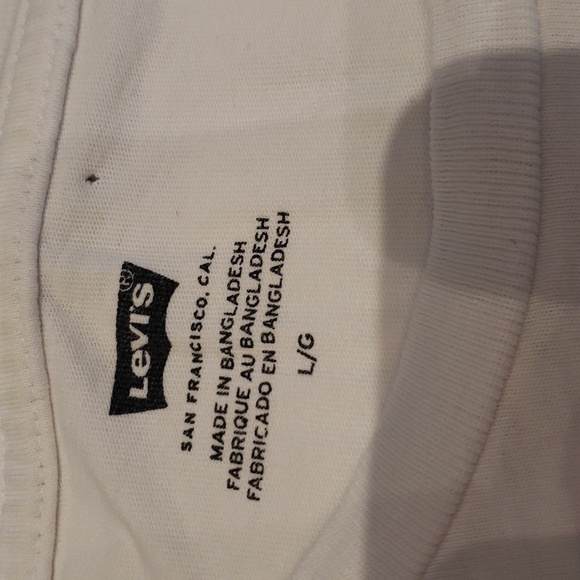 Levi's®
SAN FRANCISCO, CAL.
MADE IN BANGLADESH
FABRIQUE AU BANGLADESH
FABRICADO EN BANGLADESH
L/G